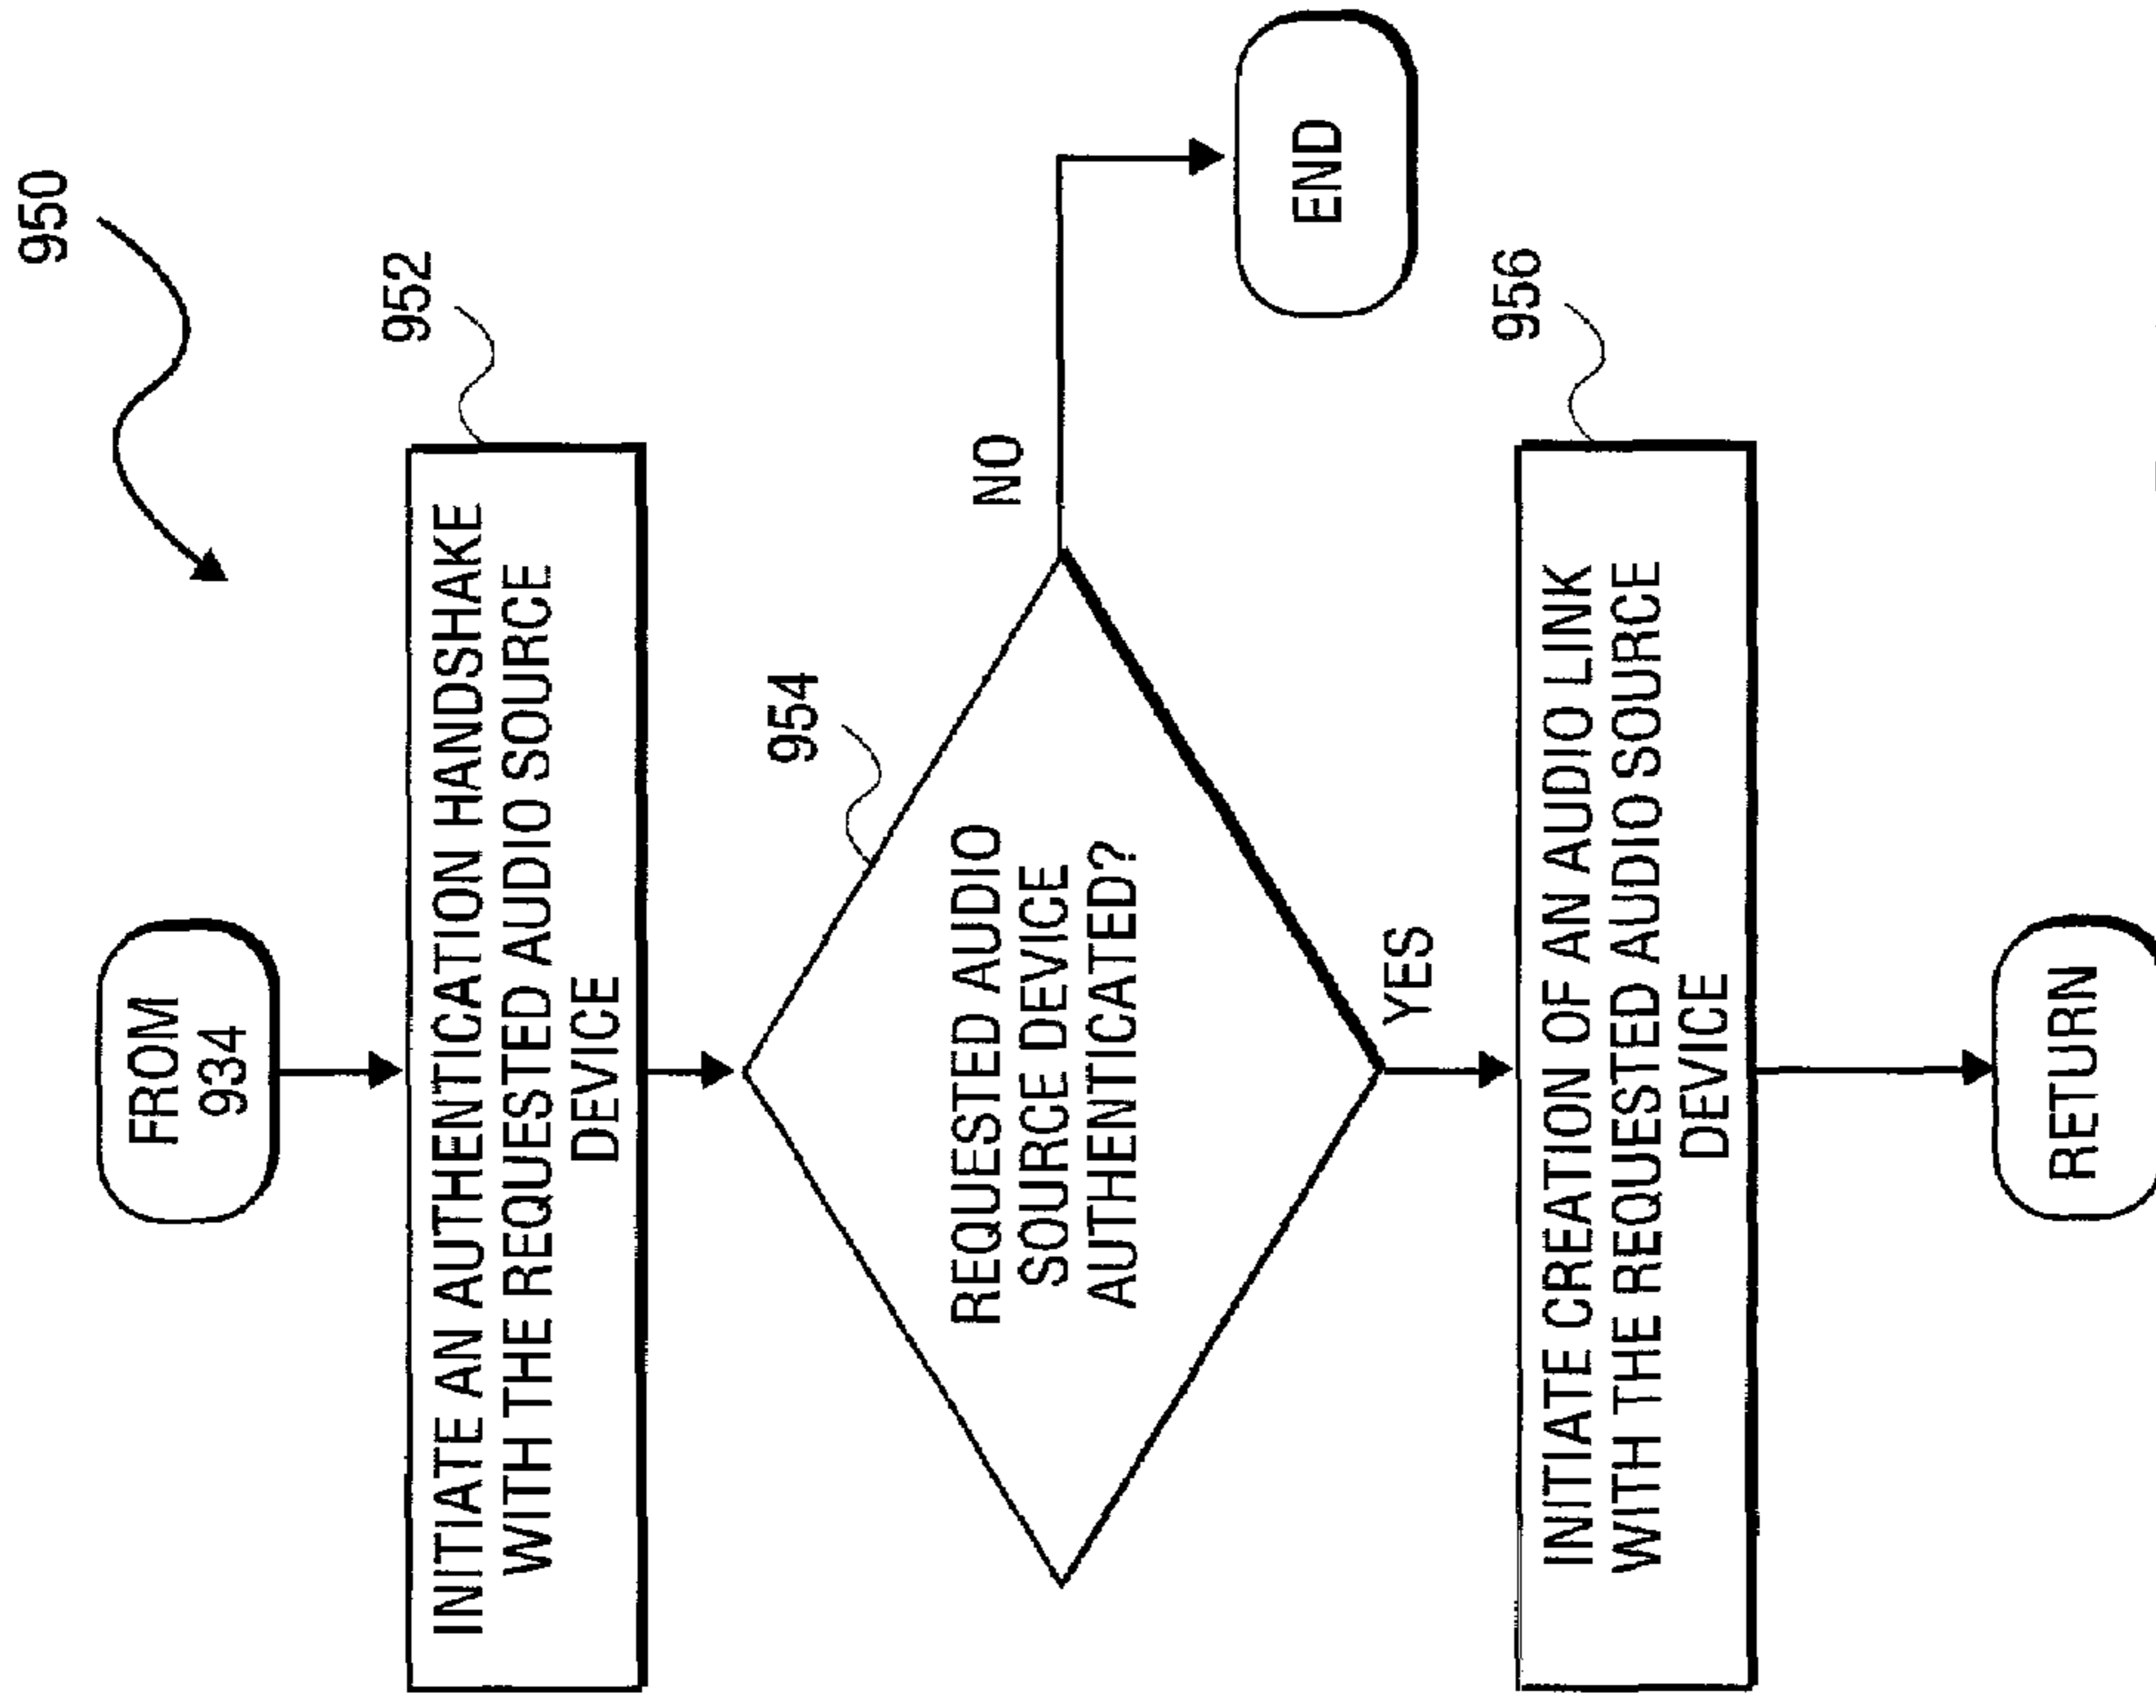 950
FROM
934
952
INITIATE AN AUTHENTICATION HANDSHAKE
WITH THE REQUESTED AUDIO SOURCE
DEVICE
954
REQUESTED AUDIO
SOURCE DEVICE
AUTHENTICATED?
NO
END
YES
956
INITIATE CREATION OF AN AUDIO LINK
WITH THE REQUESTED AUDIO SOURCE
DEVICE
RETURN